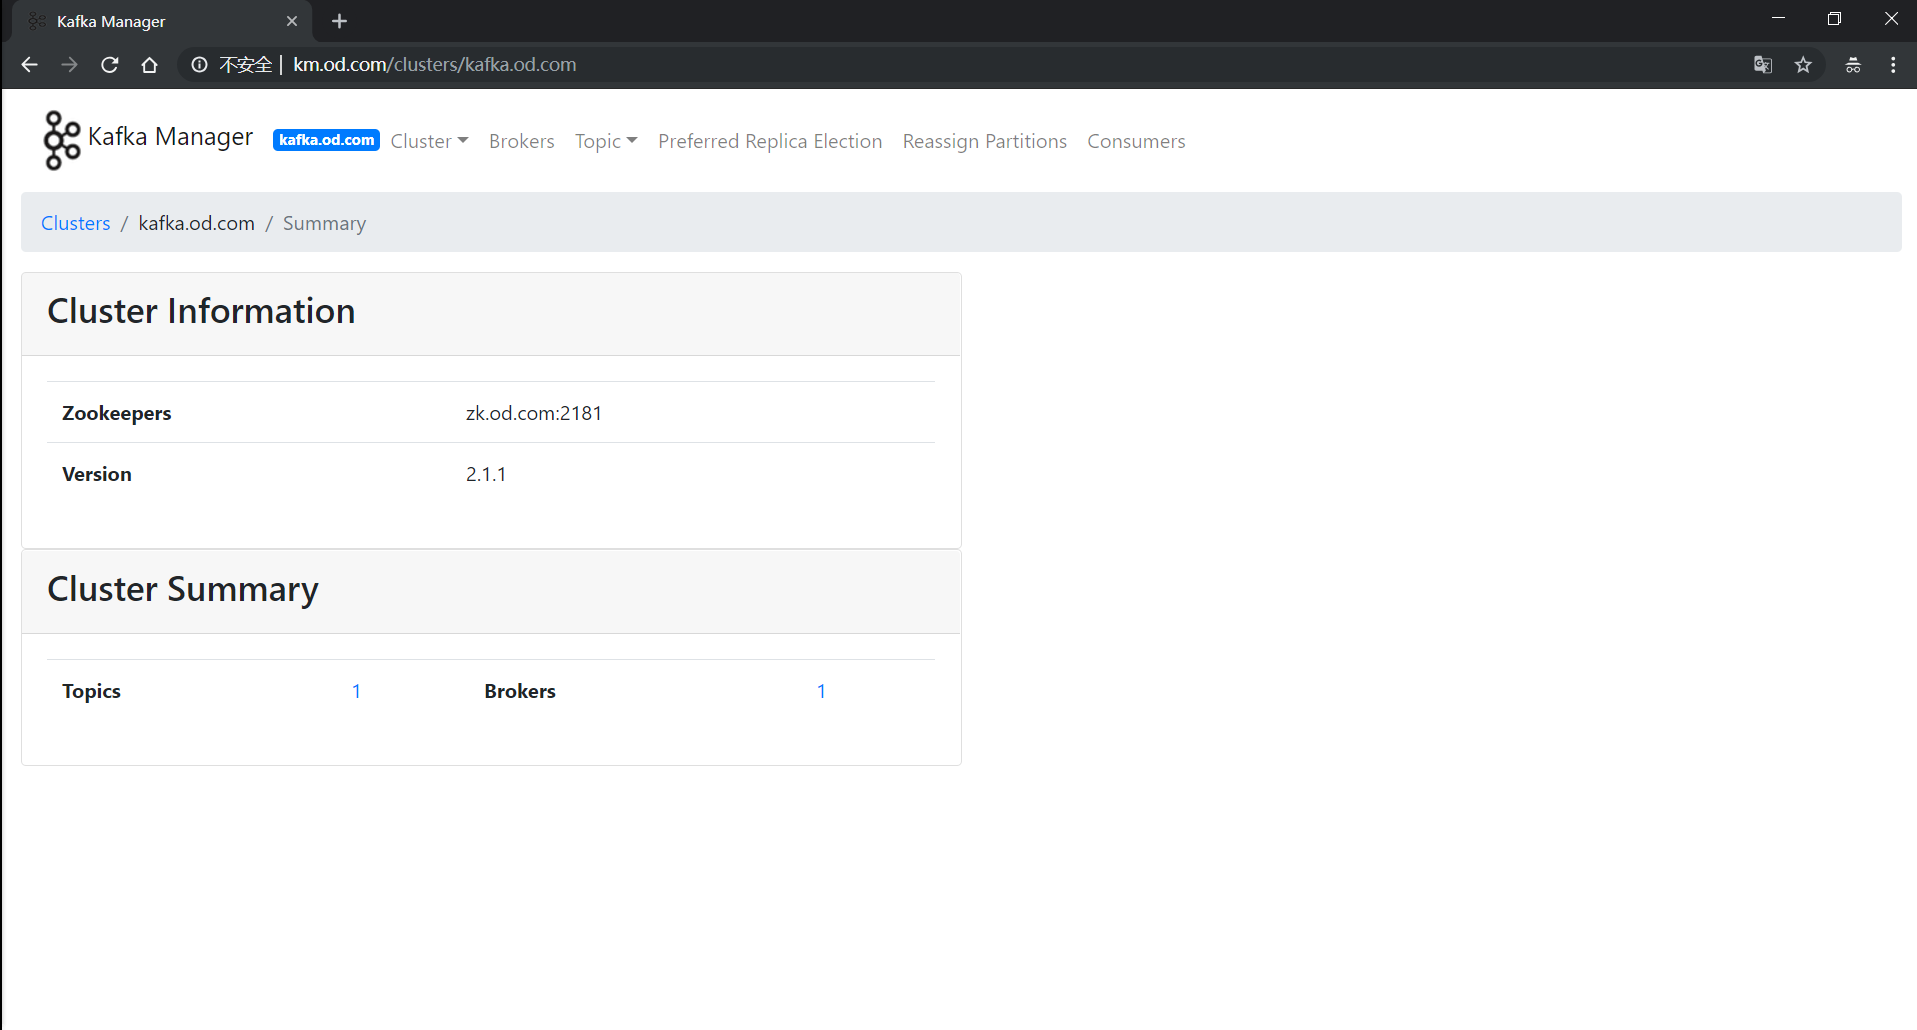 Kafka Manager
不安全 | km.od.com/clusters/kafka.od.com
Kafka Manager kafka.od.com Cluster Brokers Topic Preferred Replica Election Reassign Partitions Consumers
Clusters / kafka.od.com / Summary
Cluster Information
Zookeepers zk.od.com:2181
Version 2.1.1
Cluster Summary
Topics 1 Brokers 1